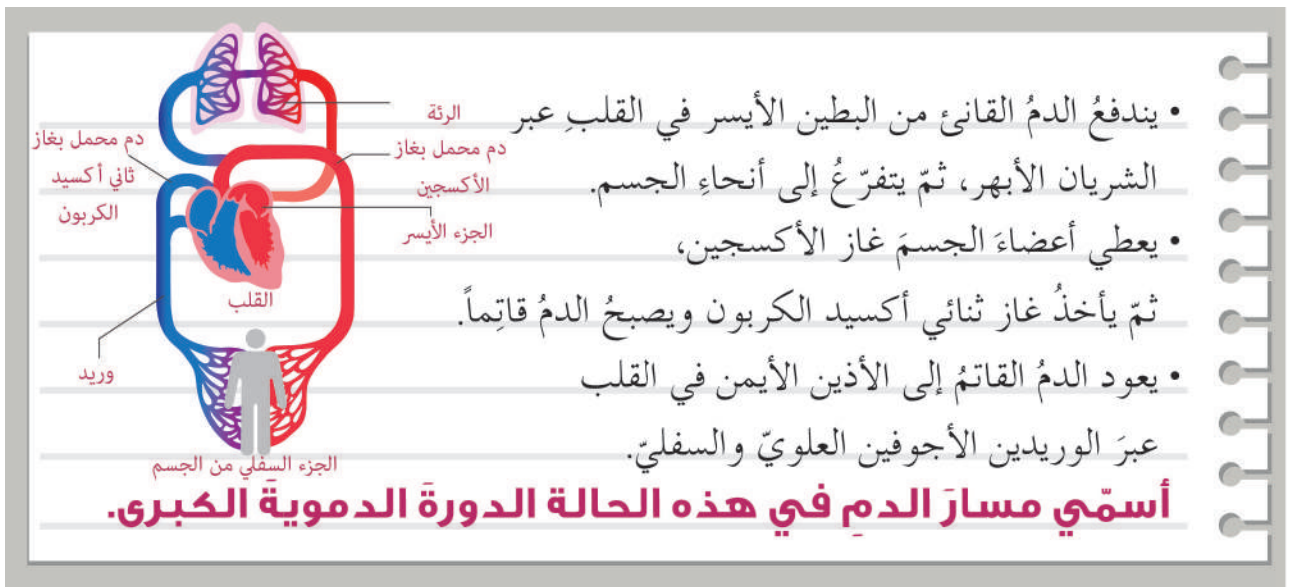 • يندفعُ الدمُ القانئ من البطين الأيسر في القلبِ عبر
الشريان الأبهر، ثمّ يتفرّعُ إلى أنحاءِ الجسم.
• يعطي أعضاءَ الجسمَ غاز الأكسجين،
ثمّ يأخذُ غاز ثنائي أكسيد الكربون ويصبحُ الدمُ قاتِماً.
• يعود الدمُ القاتمُ إلى الأذين الأيمن في القلب
عبرَ الوريدين الأجوفين العلويّ والسفليّ.
أسمّي مسارَ الدمِ في هذه الحالة الدورةَ الدمويةَ الكبرى.
الرئة
دم محمل بغاز
الأكسجين
الجزء الأيسر
دم محمل بغاز
ثاني أكسيد
الكربون
القلب
وريد
الجزء السفلي من الجسم